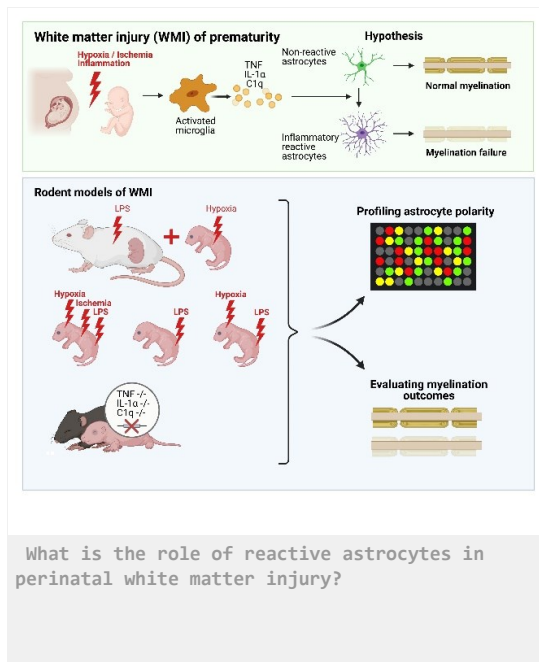 White matter injury (WMI) of prematurity
Hypothesis
Hypoxia / Ischemia
Inflammation
Activated
microglia
TNF
IL-1α
C1q
Non-reactive
astrocytes
Normal myelination
Inflammatory
reactive
astrocytes
Myelination failure
Rodent models of WMI
LPS
Hypoxia
Hypoxia
Ischemia
LPS
LPS
Hypoxia
LPS
TNF -/-
IL-1α -/-
C1q -/-
Profiling astrocyte polarity
Evaluating myelination
outcomes
What is the role of reactive astrocytes in
perinatal white matter injury?